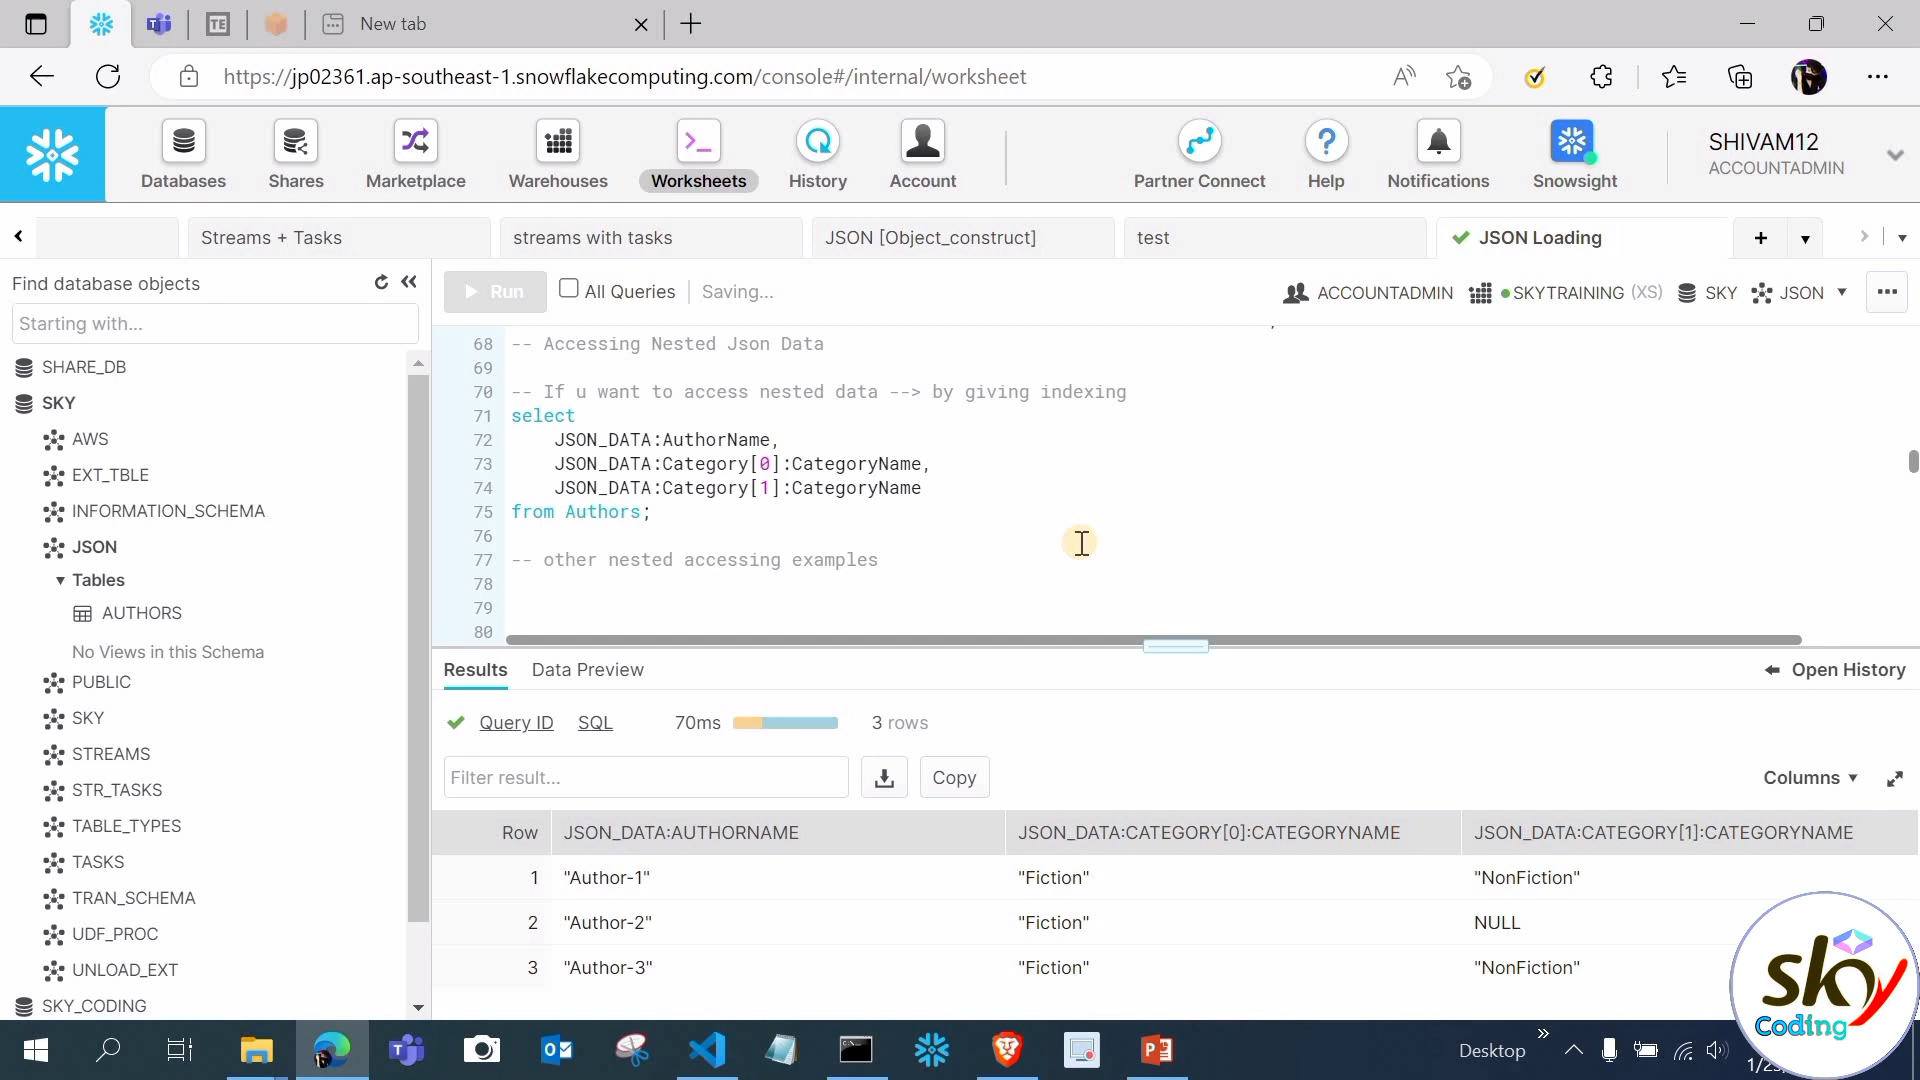 New tab
https://jp02361.ap-southeast-1.snowflakecomputing.com/console#/internal/worksheet
Databases
Shares
Marketplace
Warehouses
Worksheets
History
Account
Partner Connect
Help
Notifications
Snowsight
SHIVAM12
ACCOUNTADMIN
Streams + Tasks
streams with tasks
JSON [Object_construct]
test
JSON Loading
Find database objects
Starting with...
Run
All Queries
Saving...
ACCOUNTADMIN
SKYTRAINING (XS)
SKY
JSON
SHARE_DB
SKY
AWS
EXT_TBLE
INFORMATION_SCHEMA
JSON
Tables
AUTHORS
No Views in this Schema
PUBLIC
SKY
STREAMS
STR_TASKS
TABLE_TYPES
TASKS
TRAN_SCHEMA
UDF_PROC
UNLOAD_EXT
SKY_CODING
68 -- Accessing Nested Json Data
69
70 -- If u want to access nested data --> by giving indexing
71 select
72 JSON_DATA:AuthorName,
73 JSON_DATA:Category[0]:CategoryName,
74 JSON_DATA:Category[1]:CategoryName
75 from Authors;
76
77 -- other nested accessing examples
78
79
80
Results
Data Preview
Open History
Query ID
SQL
70ms
3 rows
Filter result...
Copy
Columns
Row JSON_DATA:AUTHORNAME JSON_DATA:CATEGORY[0]:CATEGORYNAME JSON_DATA:CATEGORY[1]:CATEGORYNAME
1 "Author-1" "Fiction" "NonFiction"
2 "Author-2" "Fiction" NULL
3 "Author-3" "Fiction" "NonFiction"
sky
Coding
Desktop